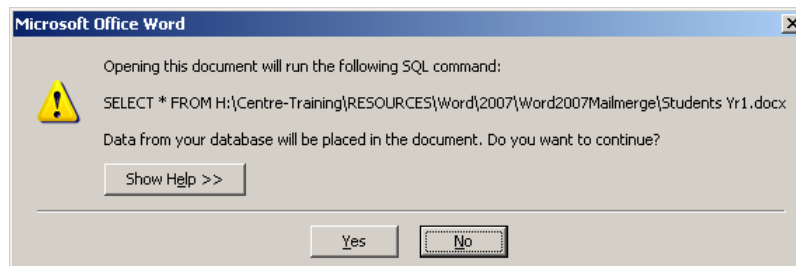 Microsoft Office Word
Opening this document will run the following SQL command:
SELECT * FROM H:\Centre-Training\RESOURCES\Word\2007\Word2007Mailmerge\Students Yr1.docx
Data from your database will be placed in the document. Do you want to continue?
Show Help >>
Yes No